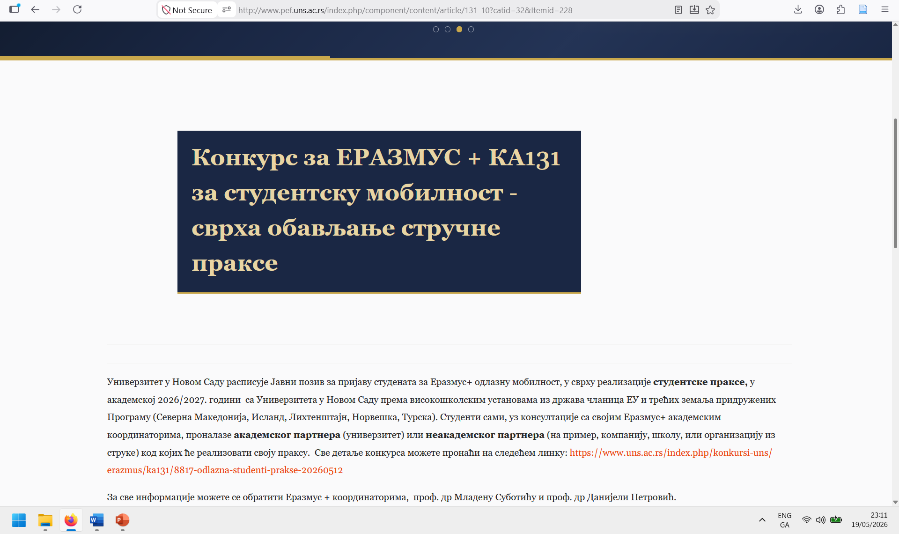 Not Secure
http://www.pef.uns.ac.rs/index.php/component/content/article/131-10?catid=32&Itemid=228
Конкурс за ЕРАЗМУС + КА131
за студентску мобилност -
сврха обављање стручне
праксе
Универзитет у Новом Саду расписује Јавни позив за пријаву студената за Еразмус+ одлазну мобилност, у сврху реализације студентске праксе, у
академској 2026/2027. години са Универзитета у Новом Саду према високошколским установама из држава чланица ЕУ и трећих земаља придружених
Програму (Северна Македонија, Исланд, Лихтенштајн, Норвешка, Турска). Студенти сами, уз консултације са својим Еразмус+ академским
координаторима, проналазе академског партнера (универзитет) или неакадемског партнера (на пример, компанију, школу, или организацију из
струке) код којих ће реализовати своју праксу. Све детаље конкурса можете пронаћи на следећем линку: https://www.uns.ac.rs/index.php/konkursi-uns/
erazmus/ka131/8817-odlazna-studenti-prakse-20260512
За све информације можете се обратити Еразмус + координаторима, проф. др Младену Суботићу и проф. др Данијели Петровић.
ENG
GA
23:11
19/05/2026